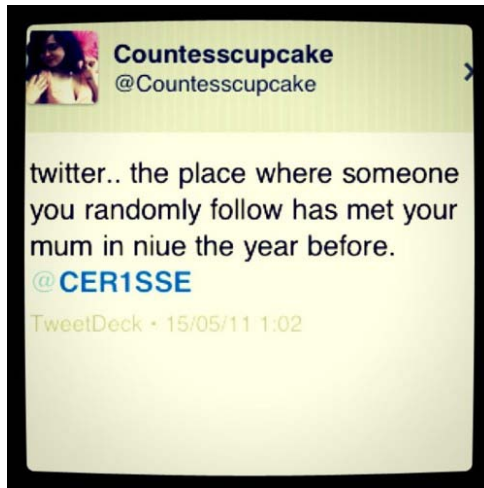 Countesscupcake
@Countesscupcake
twitter.. the place where someone
you randomly follow has met your
mum in niue the year before.
@CER1SSE
TweetDeck • 15/05/11 1:02